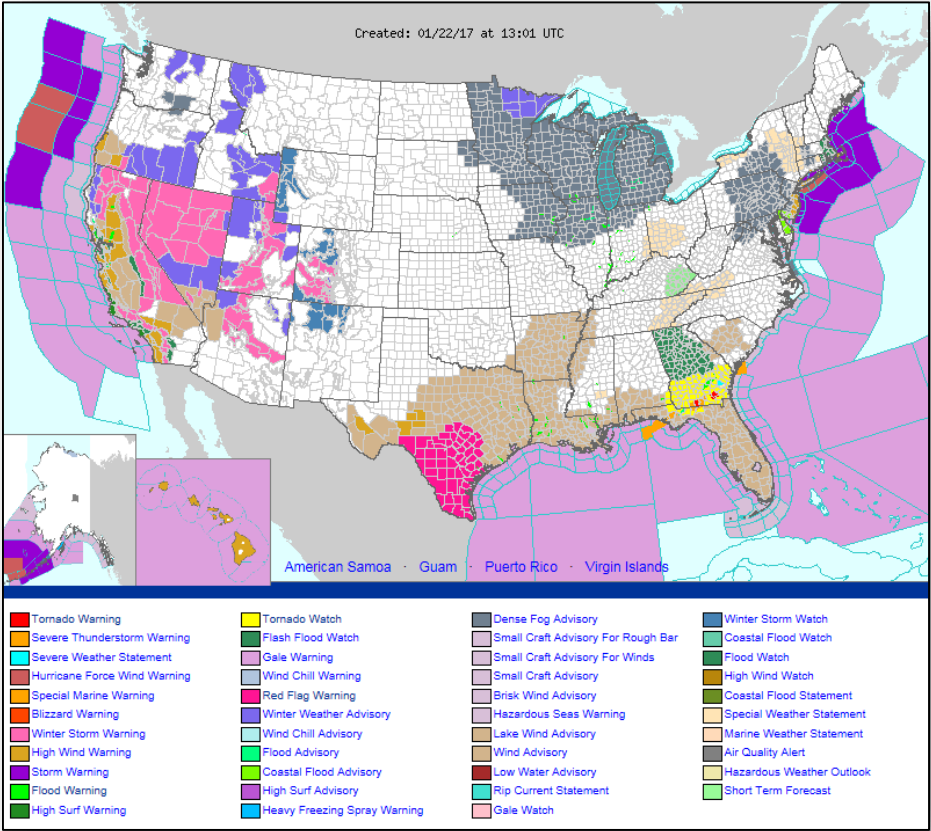 Created: 01/22/17 at 13:01 UTC
American Samoa · Guam · Puerto Rico · Virgin Islands
Tornado Warning
Severe Thunderstorm Warning
Severe Weather Statement
Hurricane Force Wind Warning
Special Marine Warning
Blizzard Warning
Winter Storm Warning
High Wind Warning
Storm Warning
Flood Warning
High Surf Warning
Tornado Watch
Flash Flood Watch
Gale Warning
Wind Chill Warning
Red Flag Warning
Winter Weather Advisory
Wind Chill Advisory
Flood Advisory
Coastal Flood Advisory
High Surf Advisory
Heavy Freezing Spray Warning
Dense Fog Advisory
Small Craft Advisory For Rough Bar
Small Craft Advisory For Winds
Small Craft Advisory
Brisk Wind Advisory
Hazardous Seas Warning
Lake Wind Advisory
Wind Advisory
Low Water Advisory
Rip Current Statement
Gale Watch
Winter Storm Watch
Coastal Flood Watch
Flood Watch
High Wind Watch
Coastal Flood Statement
Special Weather Statement
Marine Weather Statement
Air Quality Alert
Hazardous Weather Outlook
Short Term Forecast